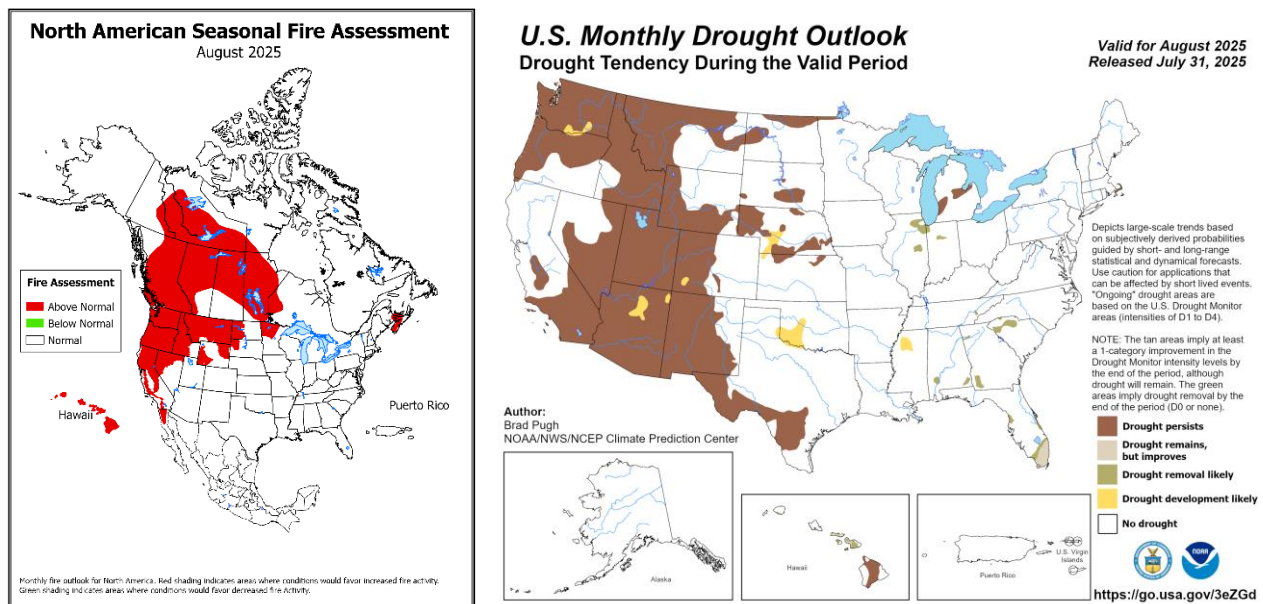 North American Seasonal Fire Assessment
August 2025
Fire Assessment
Above Normal
Below Normal
Normal
Hawaii
Puerto Rico
Monthly fire outlook for North America. Red shading indicates areas where conditions would favor increased fire activity.
Green shading indicates areas where conditions would favor decreased fire Activity.
U.S. Monthly Drought Outlook
Drought Tendency During the Valid Period
Valid for August 2025
Released July 31, 2025
Depicts large-scale trends based
on subjectively derived probabilities
guided by short- and long-range
statistical and dynamical forecasts.
Use caution for applications that
can be affected by short lived events.
"Ongoing" drought areas are
based on the U.S. Drought Monitor
areas (intensities of D1 to D4).
NOTE: The tan areas imply at least
a 1-category improvement in the
Drought Monitor intensity levels by
the end of the period, although
drought will remain. The green
areas imply drought removal by the
end of the period (D0 or none).
Author:
Brad Pugh
NOAA/NWS/NCEP Climate Prediction Center
Drought persists
Drought remains,
but improves
Drought removal likely
Drought development likely
No drought
Alaska
Hawaii
Puerto Rico
U.S. Virgin
Islands
NOAA
https://go.usa.gov/3eZGd